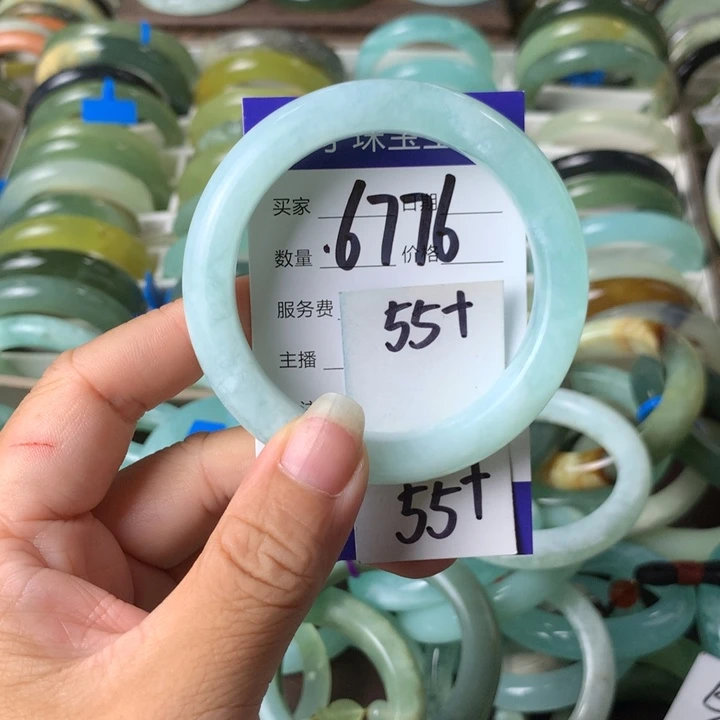 珠宝
买家 日期
数量 .6776 价格
服务费
主播
55+
55+